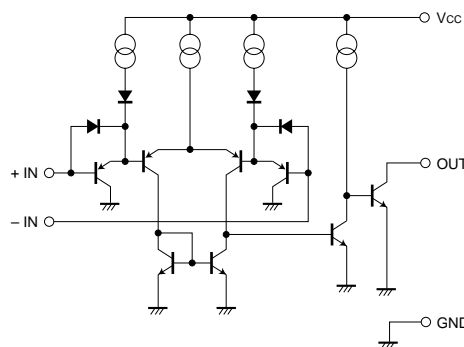 Vcc
+ IN
OUT
– IN
GND